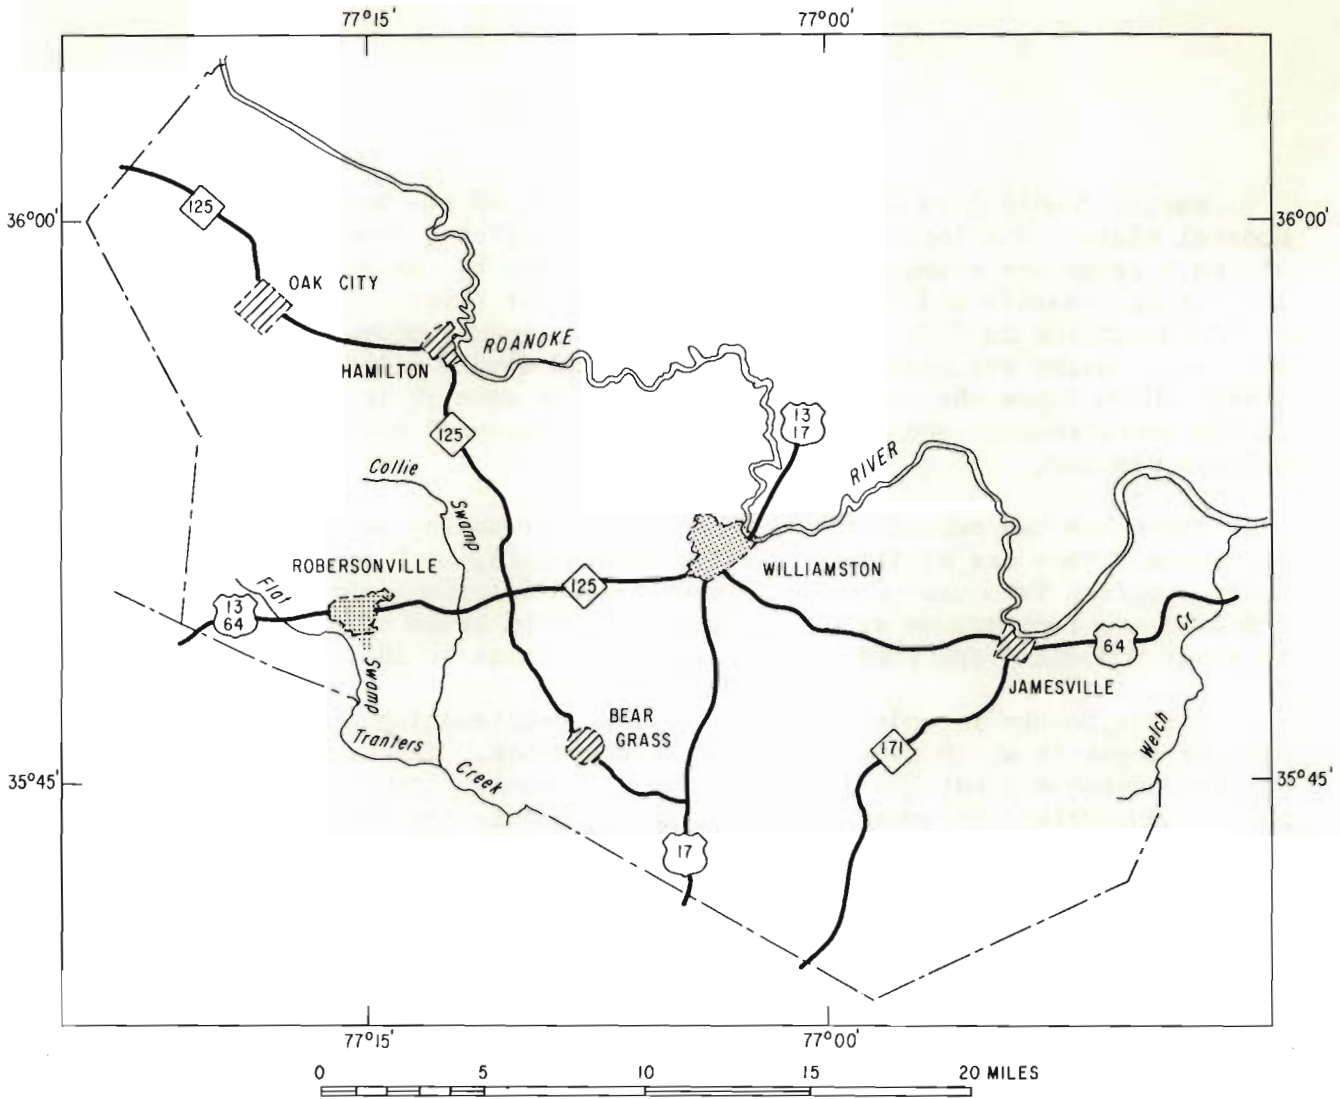 77°15' 77°00'
36°00' 36°00'
125
OAK CITY
HAMILTON
ROANOKE
13
17
125
RIVER
Collie
Swamp
ROBERSONVILLE
WILLIAMSTON
125
Flat
13
64
Swamp
64
Cr.
JAMESVILLE
BEAR
GRASS
Tranters
Creek
171
Welch
35°45' 35°45'
17
77°15' 77°00'
0 5 10 15 20 MILES